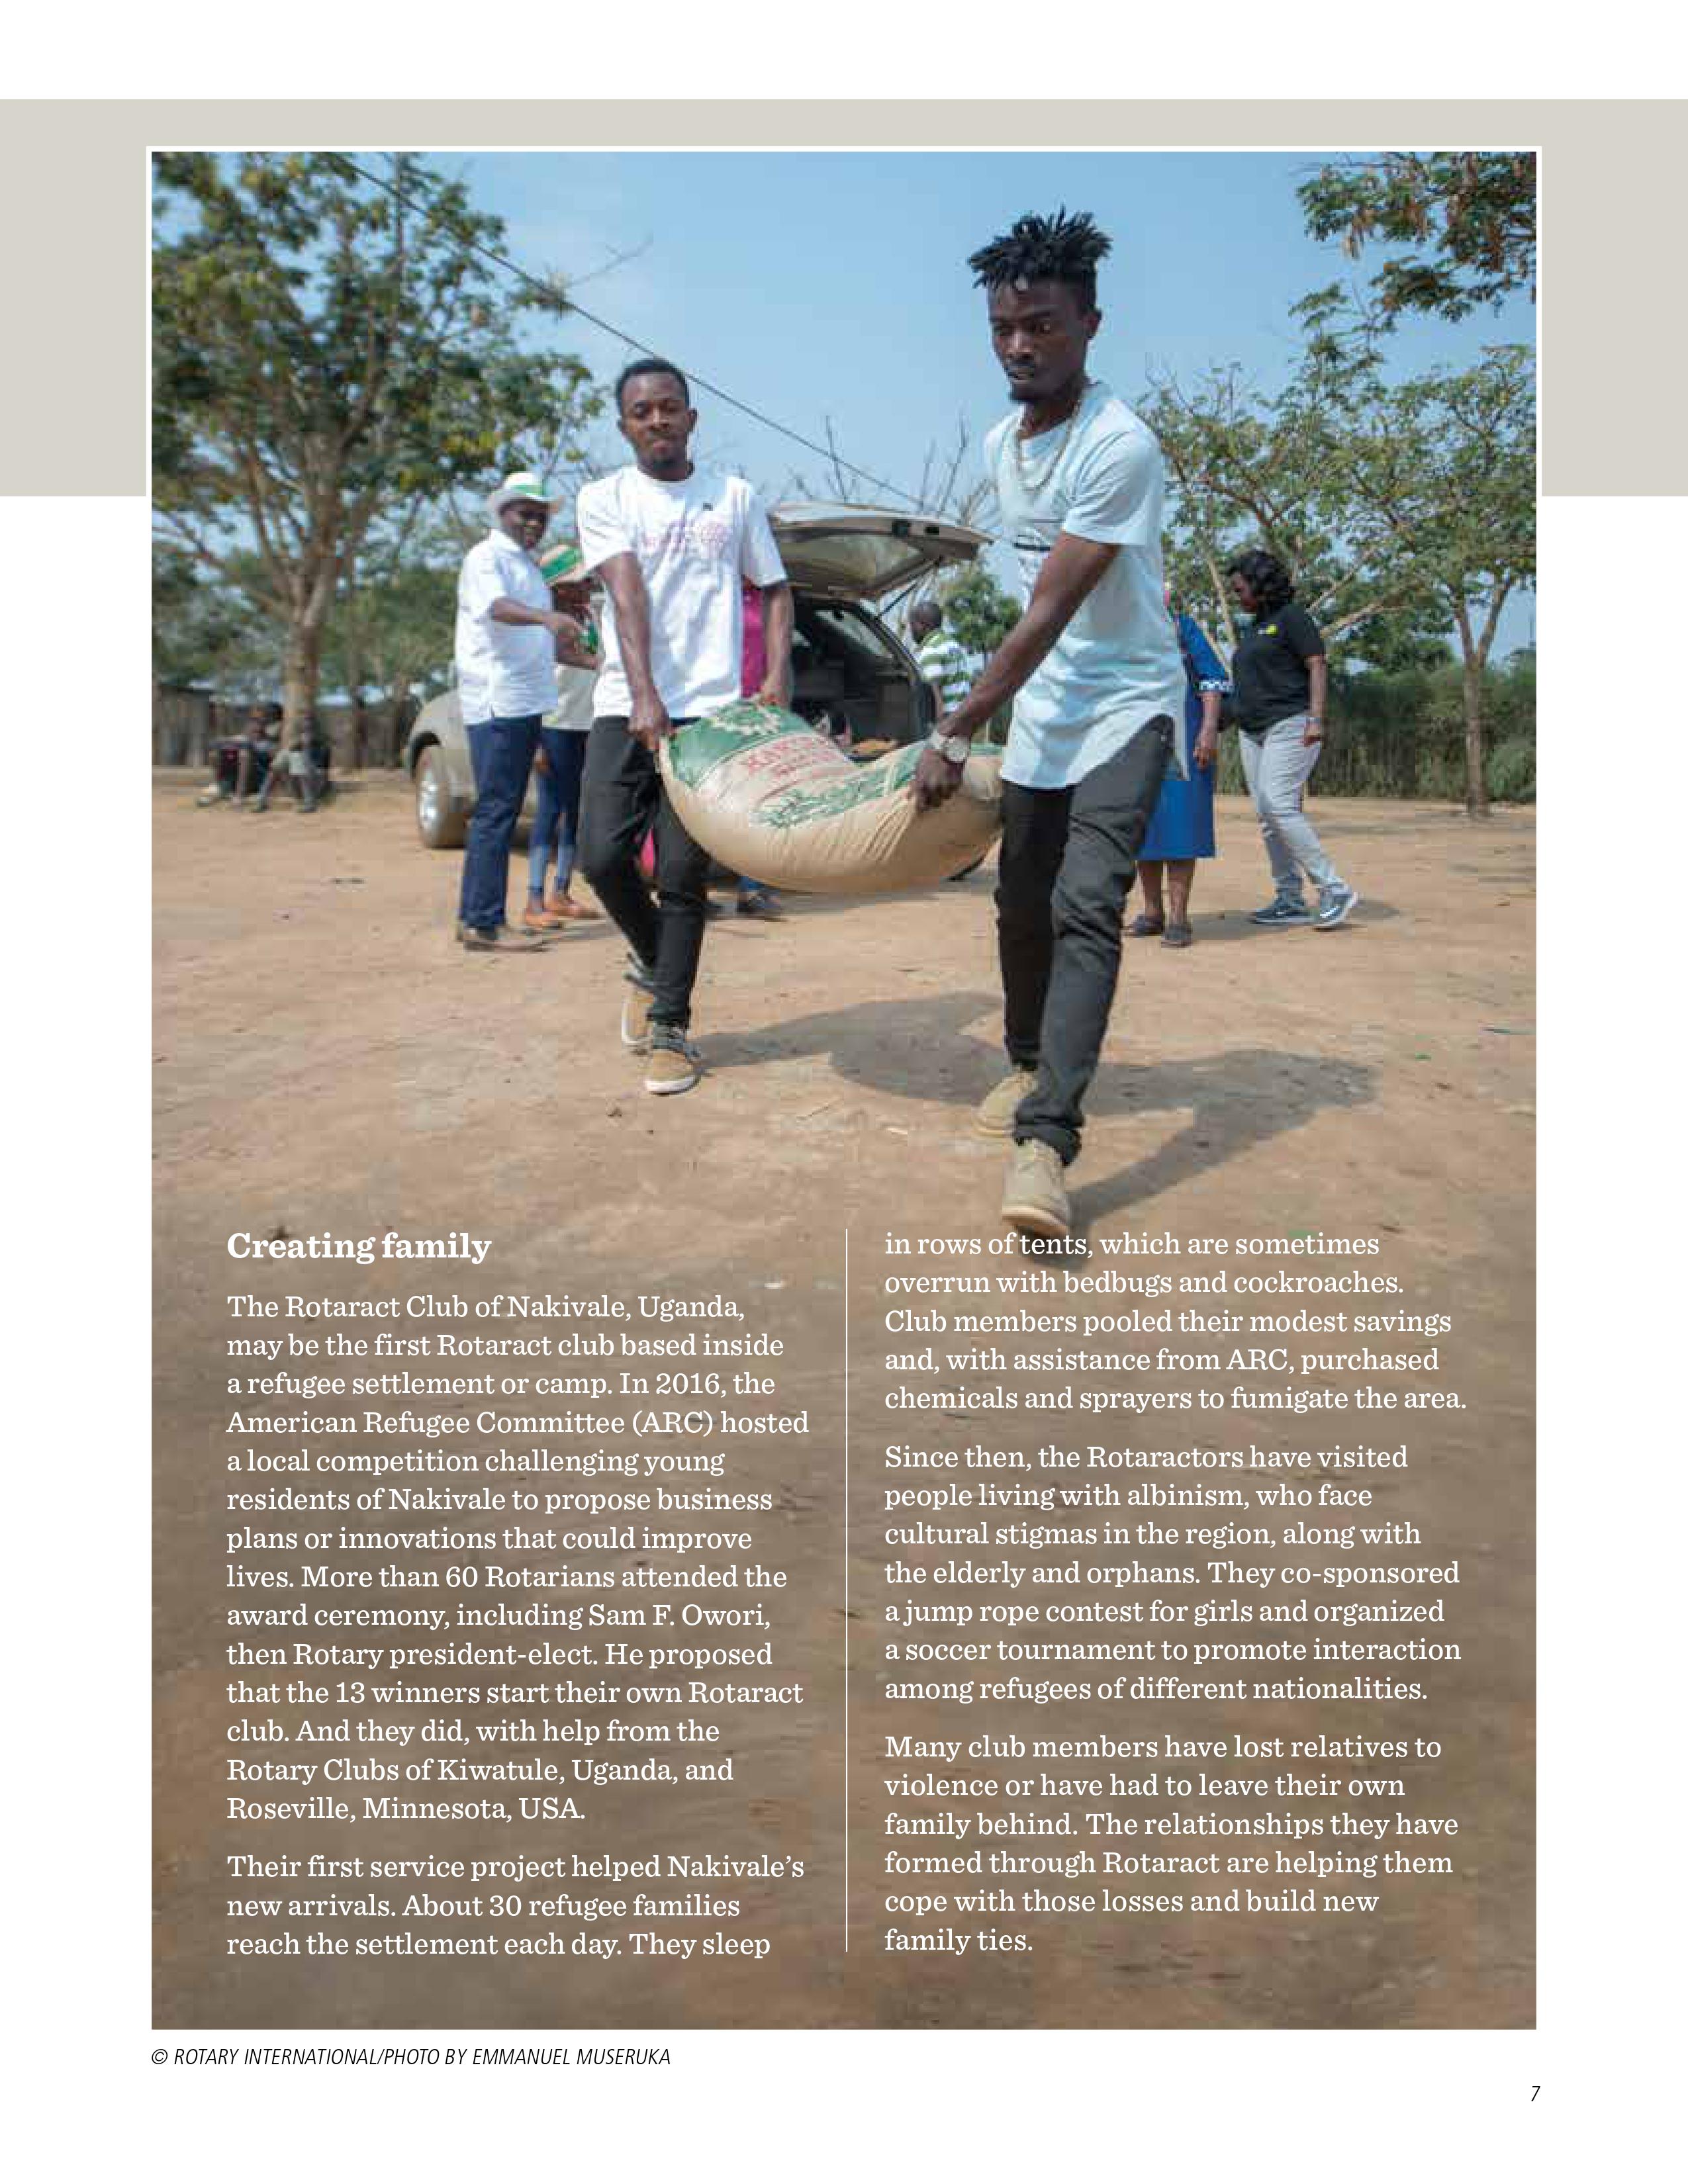 Creating family
The Rotaract Club of Nakivale, Uganda,
may be the first Rotaract club based inside
a refugee settlement or camp. In 2016, the
American Refugee Committee (ARC) hosted
a local competition challenging young
residents of Nakivale to propose business
plans or innovations that could improve
lives. More than 60 Rotarians attended the
award ceremony, including Sam F. Owori,
then Rotary president-elect. He proposed
that the 13 winners start their own Rotaract
club. And they did, with help from the
Rotary Clubs of Kiwatule, Uganda, and
Roseville, Minnesota, USA.
Their first service project helped Nakivale’s
new arrivals. About 30 refugee families
reach the settlement each day. They sleep
in rows of tents, which are sometimes
overrun with bedbugs and cockroaches.
Club members pooled their modest savings
and, with assistance from ARC, purchased
chemicals and sprayers to fumigate the area.
Since then, the Rotaractors have visited
people living with albinism, who face
cultural stigmas in the region, along with
the elderly and orphans. They co-sponsored
a jump rope contest for girls and organized
a soccer tournament to promote interaction
among refugees of different nationalities.
Many club members have lost relatives to
violence or have had to leave their own
family behind. The relationships they have
formed through Rotaract are helping them
cope with those losses and build new
family ties.
© ROTARY INTERNATIONAL/PHOTO BY EMMANUEL MUSERUKA
7